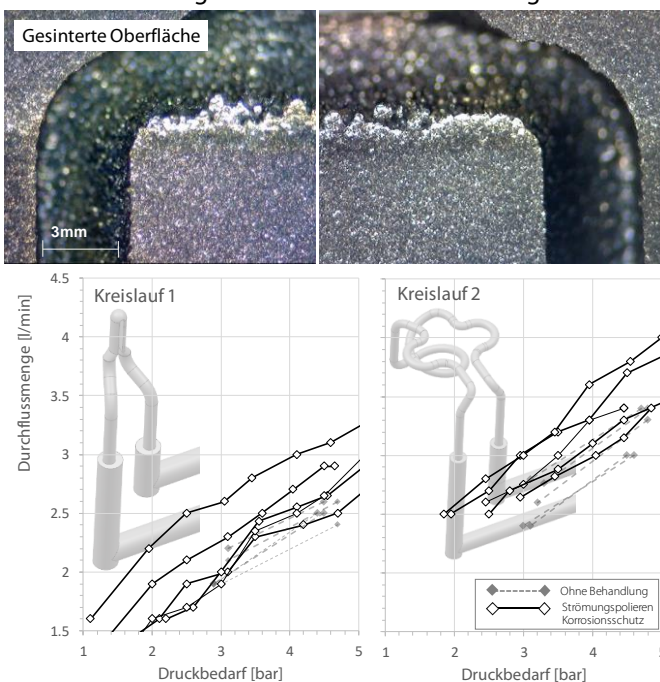 Gesinterte Oberfläche
3mm
Durchflussmenge [l/min]
4.5
4
3.5
3
2.5
2
1.5
Kreislauf 1
1
2
3
4
5
Druckbedarf [bar]
Kreislauf 2
Ohne Behandlung
Strömungspolieren
Korrosionsschutz
1
2
3
4
Druckbedarf [bar]